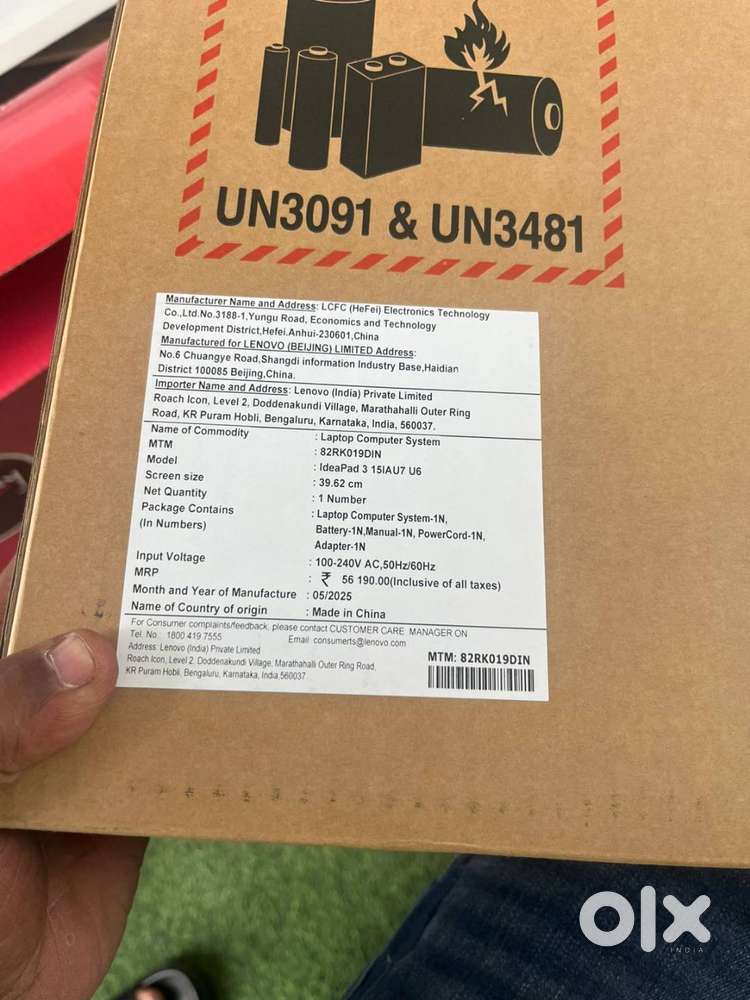 UN3091 & UN3481
Manufacturer Name and Address: LCFC (HeFei) Electronics Technology
Co.,Ltd.No.3188-1,Yungu Road, Economics and Technology
Development District,Hefei.Anhui-230601,China
Manufactured for LENOVO (BEIJING) LIMITED Address:
No.6 Chuangye Road,Shangdi information Industry Base,Haidian
District 100085 Beijing,China.
Importer Name and Address: Lenovo (India) Private Limited
Roach Icon, Level 2, Doddenakundi Village, Marathahalli Outer Ring
Road, KR Puram Hobli, Bengaluru, Karnataka, India, 560037.
Name of Commodity : Laptop Computer System
MTM : 82RK019DIN
Model : IdeaPad 3 15IAU7 U6
Screen size : 39.62 cm
Net Quantity : 1 Number
Package Contains : Laptop Computer System-1N,
(In Numbers) Battery-1N,Manual-1N, PowerCord-1N,
Adapter-1N
Input Voltage : 100-240V AC,50Hz/60Hz
MRP : ₹ 56 190.00(Inclusive of all taxes)
Month and Year of Manufacture : 05/2025
Name of Country of origin : Made in China
For Consumer complaints/feedback, please contact CUSTOMER CARE MANAGER ON
Tel. No. 1800 419 7555 Email: consumerts@lenovo.com
Address: Lenovo (India) Private Limited
Roach Icon, Level 2, Doddenakundi Village, Marathahalli Outer Ring Road,
KR Puram Hobli, Bengaluru, Karnataka, India 560037.
MTM: 82RK019DIN
olx
INDIA